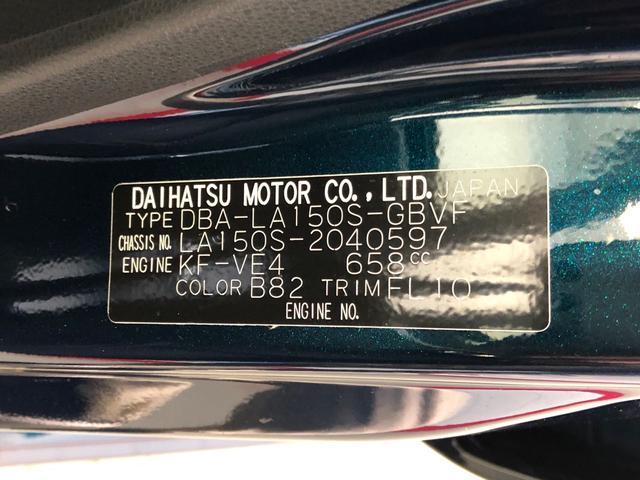 DAIHATSU MOTOR CO.,LTD. JAPAN
TYPE DBA-LA150S-GBVF
CHASSIS NO. LA150S-2040597
ENGINE KF-VE4 658cc
COLOR B82 TRIM FL10
ENGINE NO.